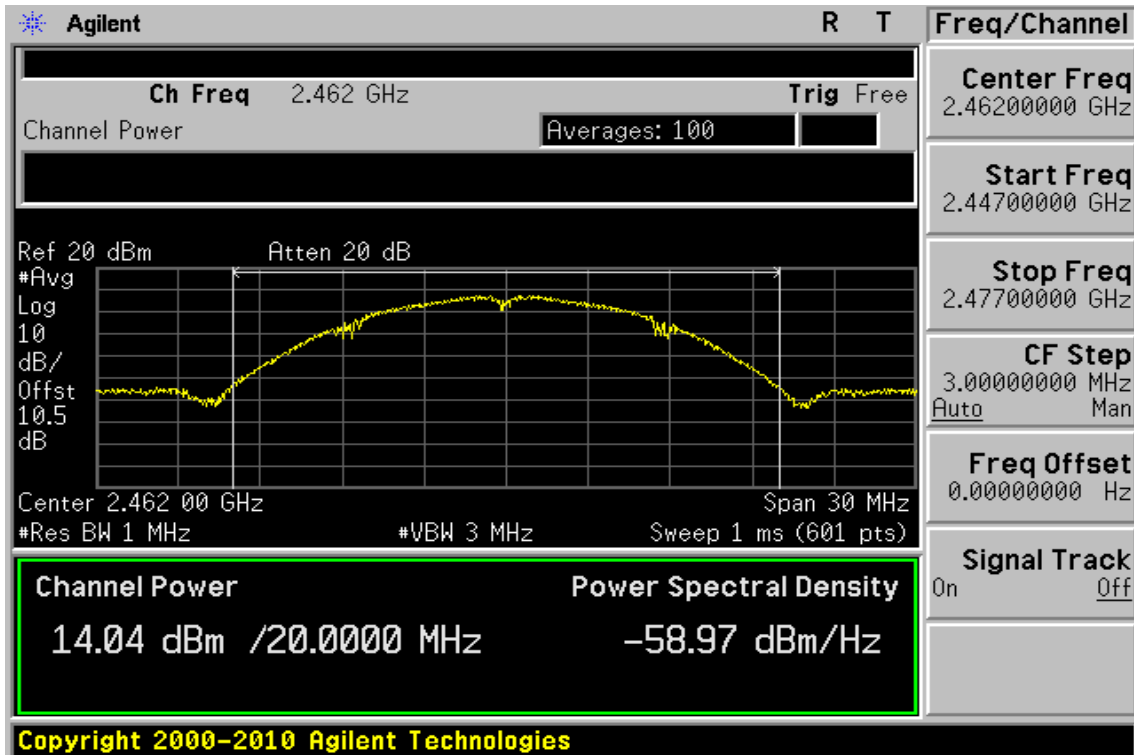 Agilent R T
Freq/Channel
Ch Freq 2.462 GHz Trig Free
Channel Power Averages: 100
Ref 20 dBm Atten 20 dB
#Avg
Log
10
dB/
Offst
10.5
dB
Center 2.462 00 GHz Span 30 MHz
#Res BW 1 MHz #VBW 3 MHz Sweep 1 ms (601 pts)
Channel Power Power Spectral Density
14.04 dBm /20.0000 MHz -58.97 dBm/Hz
Center Freq
2.46200000 GHz
Start Freq
2.44700000 GHz
Stop Freq
2.47700000 GHz
CF Step
3.00000000 MHz
Auto Man
Freq Offset
0.00000000 Hz
Signal Track
On Off
Copyright 2000-2010 Agilent Technologies